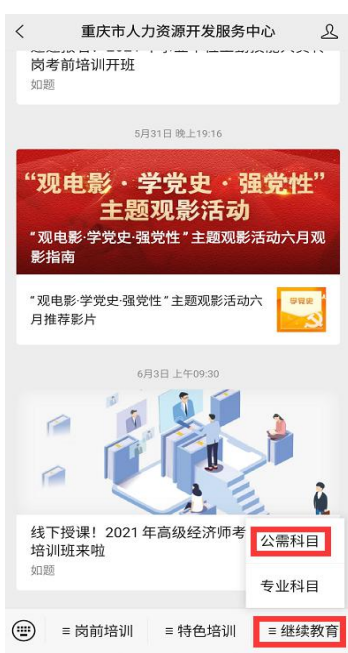 重庆市人力资源开发服务中心
岗考前培训开班
如题
5月31日 晚上19:16
“观电影·学党史·强党性”
主题观影活动
“观电影·学党史·强党性”主题观影活动六月观
影指南
“观电影·学党史·强党性”主题观影活动六
月推荐影片
学党史
6月3日 上午09:30
线下授课！2021年高级经济师考
培训班来啦
如题
公需科目
专业科目
≡ 岗前培训
≡ 特色培训
≡ 继续教育